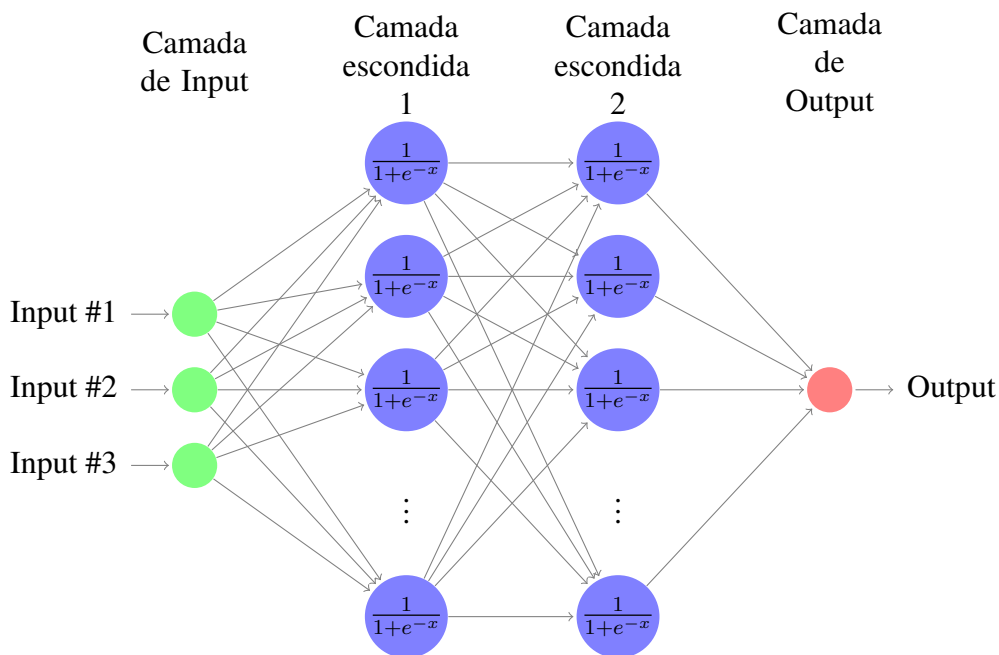 Camada
de Input
Camada
escondida
1
Camada
escondida
2
Camada
de
Output
Input #1
Input #2
Input #3
1
1+e^{-x}
1
1+e^{-x}
1
1+e^{-x}
⋮
1
1+e^{-x}
1
1+e^{-x}
1
1+e^{-x}
1
1+e^{-x}
⋮
1
1+e^{-x}
Output